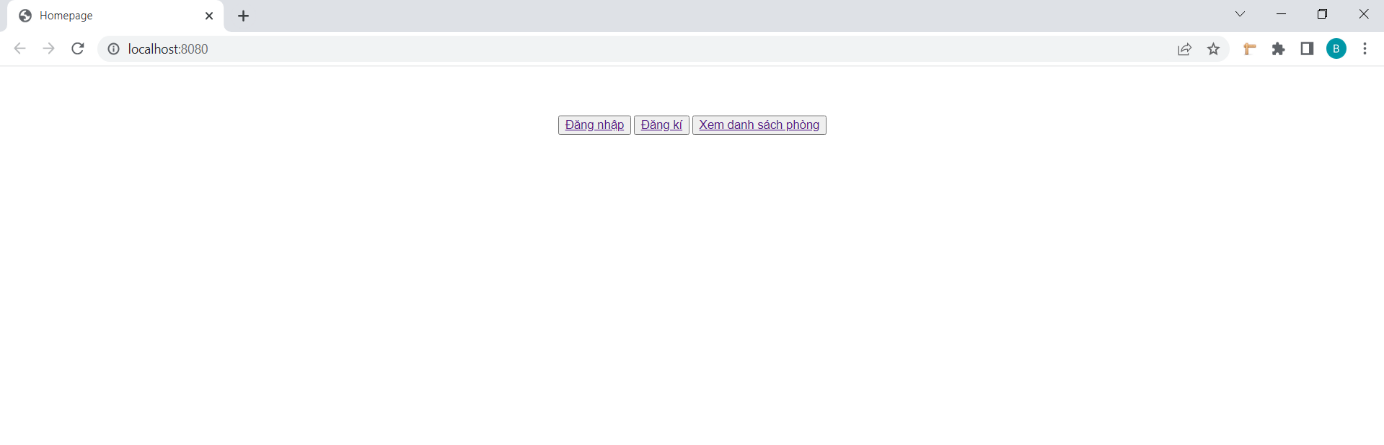 Homepage
localhost:8080
B
Đăng nhập Đăng kí Xem danh sách phòng